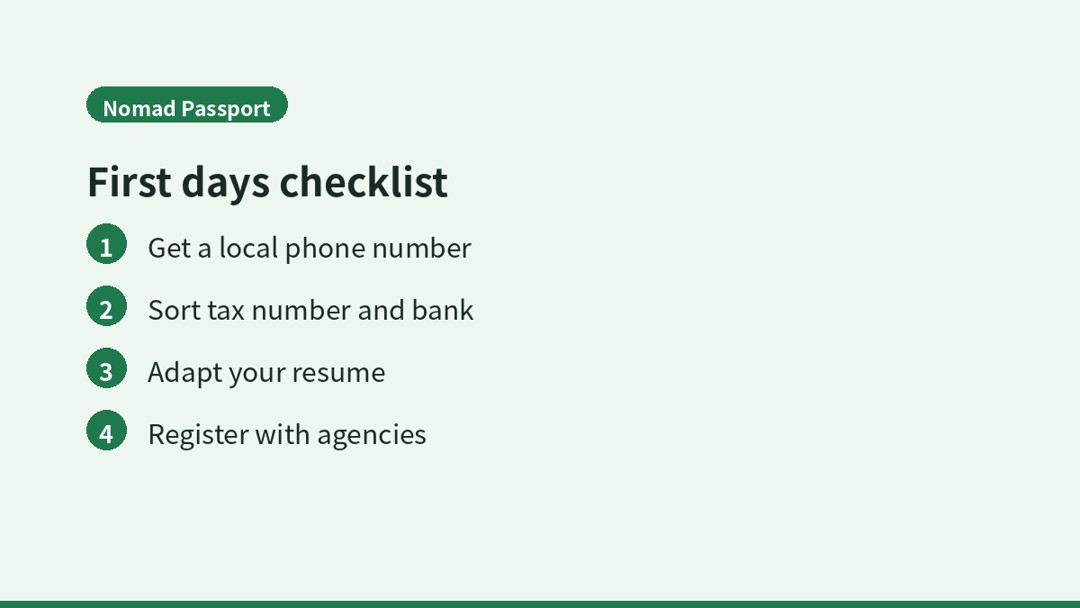 Nomad Passport
First days checklist
1 Get a local phone number
2 Sort tax number and bank
3 Adapt your resume
4 Register with agencies